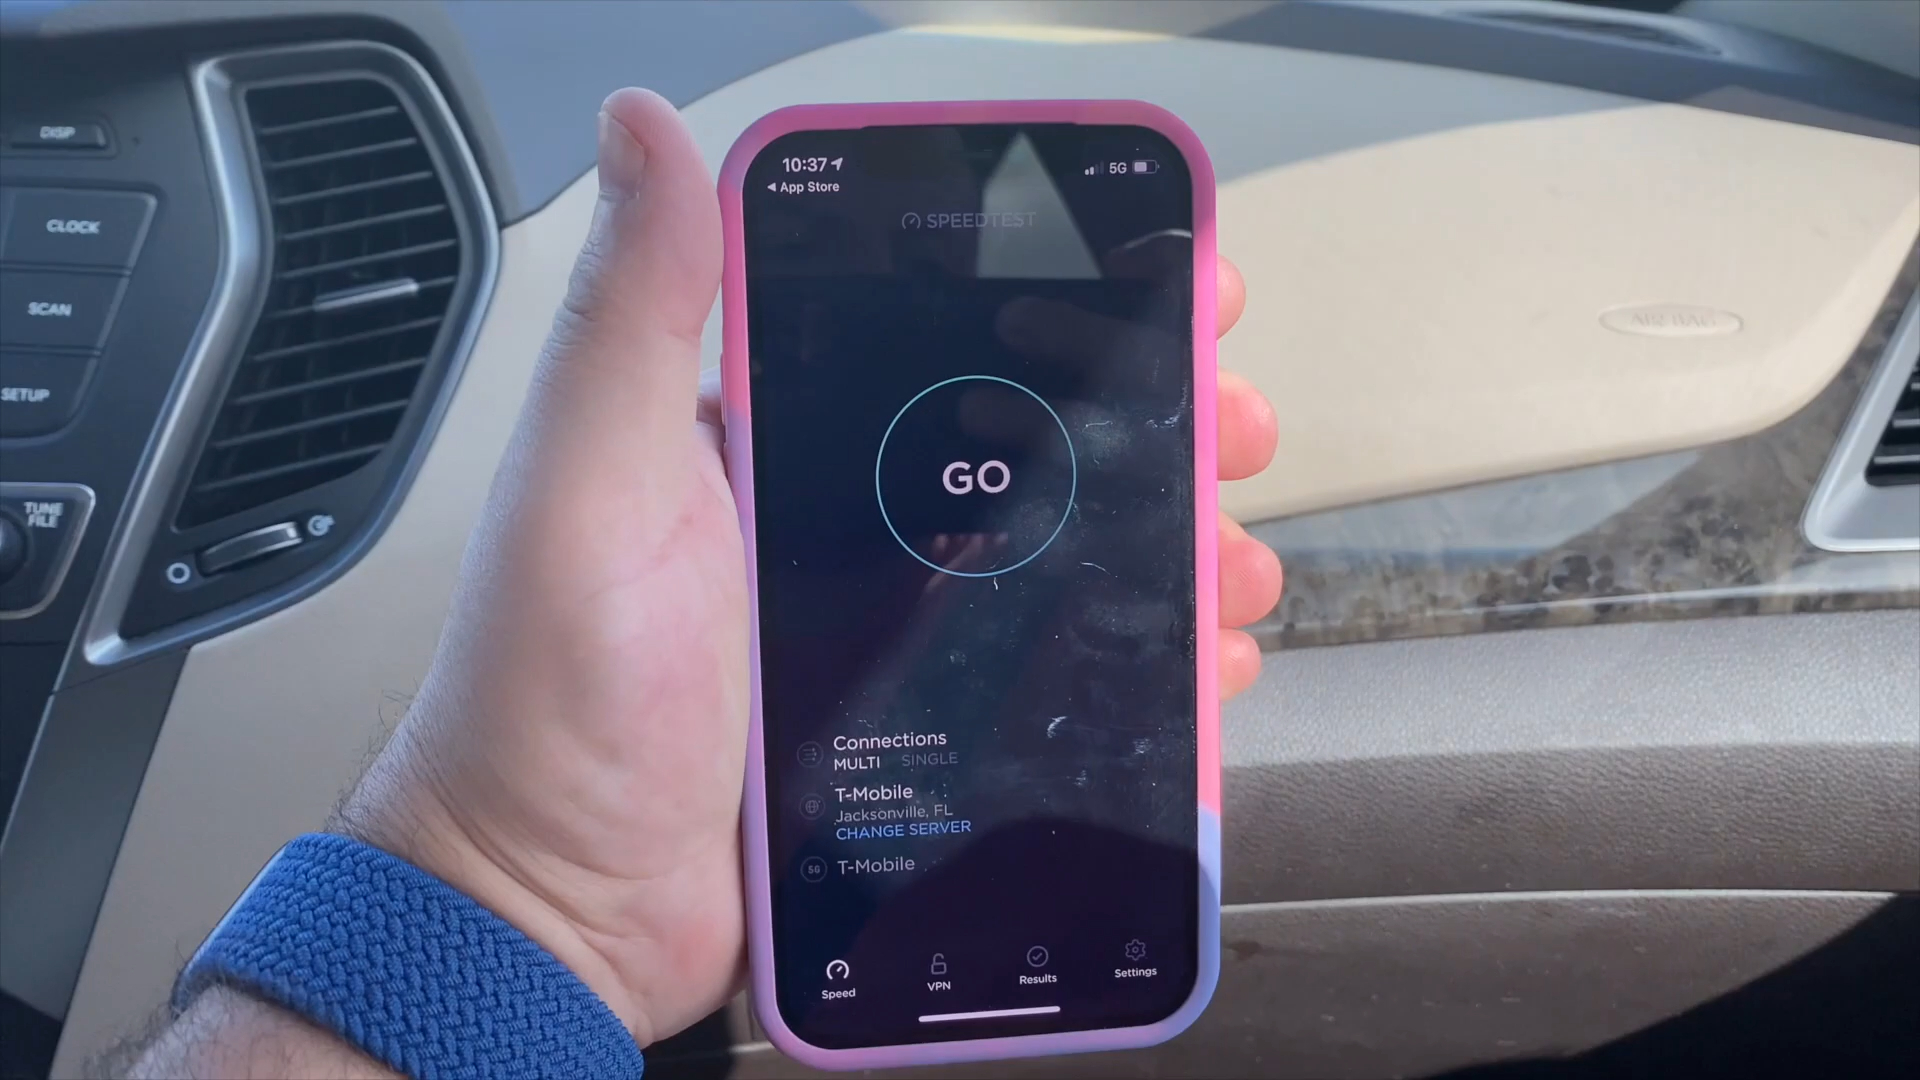 DISP
CLOCK
SCAN
SETUP
TUNE
FILE
10:37
5G
◀ App Store
SPEEDTEST
AIR BAG
GO
Connections
MULTI SINGLE
T-Mobile
Jacksonville, FL
CHANGE SERVER
5G T-Mobile
Speed
VPN
Results
Settings